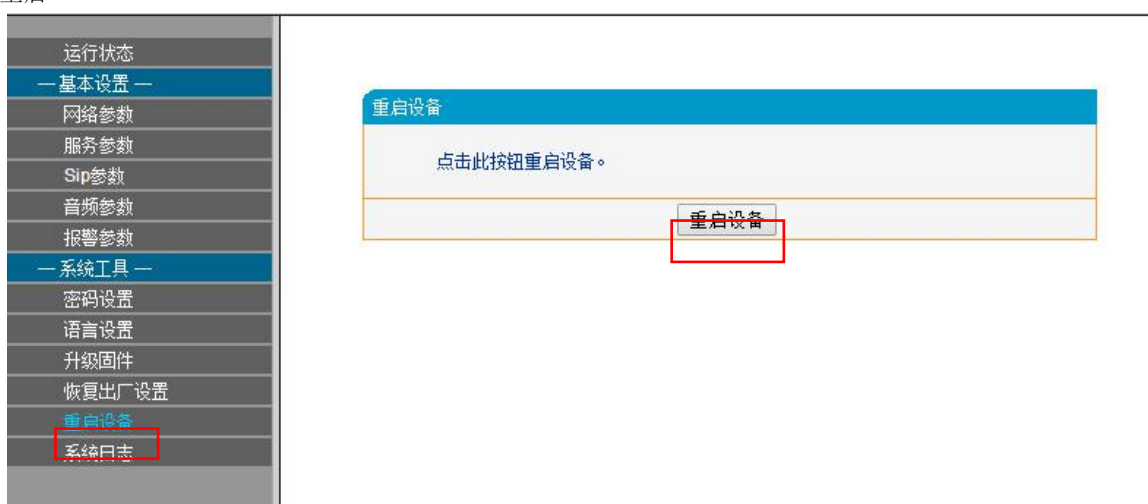 运行状态
— 基本设置 —
网络参数
服务参数
Sip参数
音频参数
报警参数
— 系统工具 —
密码设置
语言设置
升级固件
恢复出厂设置
重启设备
系统日志
重启设备
点击此按钮重启设备。
重启设备